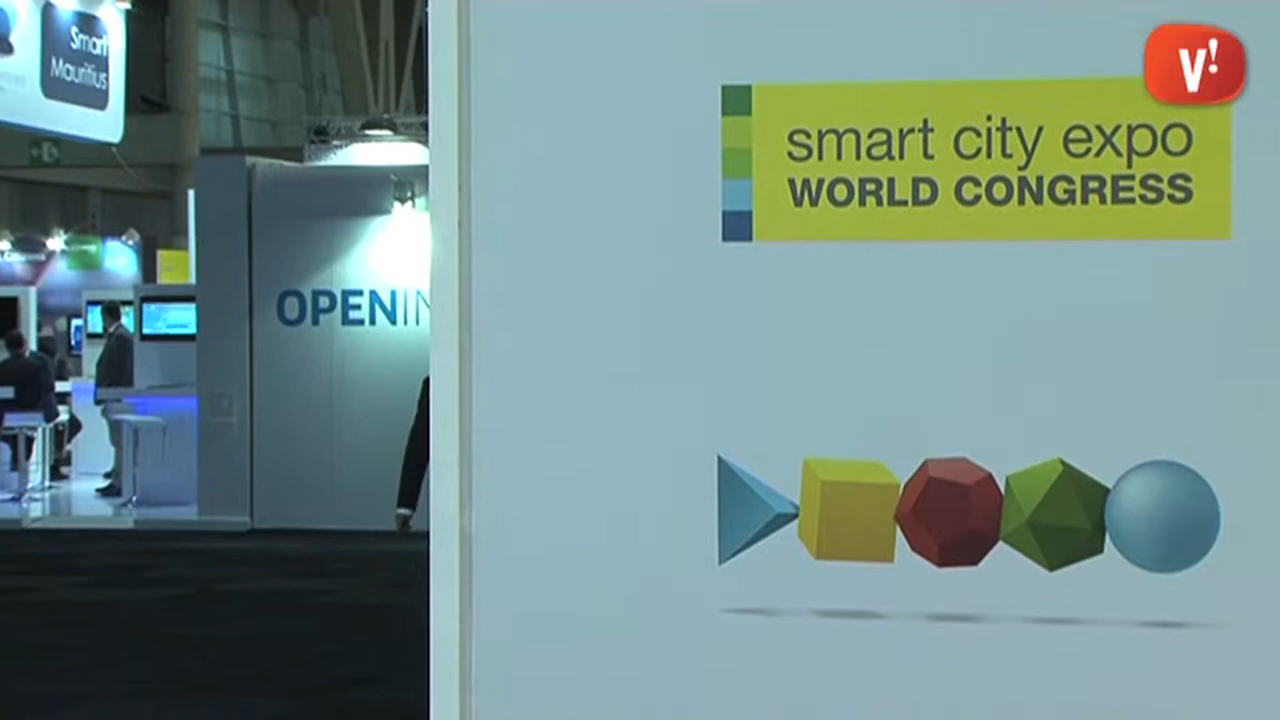 Smart
Mauritius
OPENIN
smart city expo
WORLD CONGRESS
V!